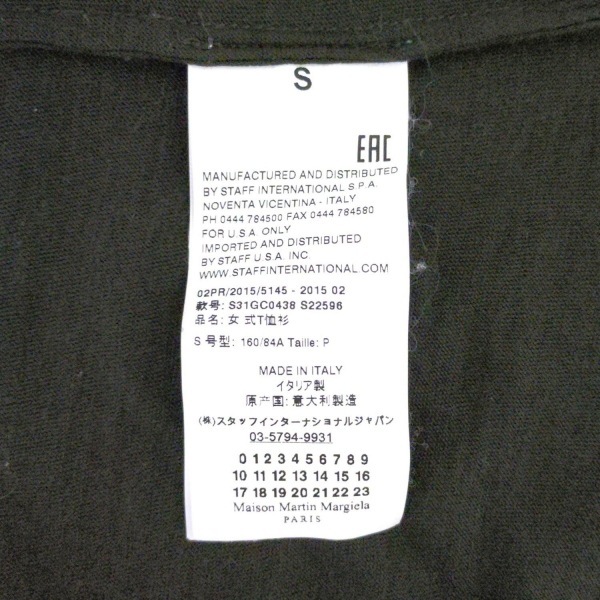 S
EAC
MANUFACTURED AND DISTRIBUTED
BY STAFF INTERNATIONAL S.P.A.
NOVENTA VICENTINA - ITALY
PH 0444 784500 FAX 0444 784580
FOR U.S.A. ONLY
IMPORTED AND DISTRIBUTED
BY STAFF U.S.A. INC.
WWW.STAFFINTERNATIONAL.COM
02PR/2015/5145 - 2015 02
款号: S31GC0438 S22596
品名: 女式T恤衫
S 号型: 160/84A Taille: P
MADE IN ITALY
イタリア製
原产国: 意大利製造
(株)スタッフインターナショナルジャパン
03-5794-9931
0 1 2 3 4 5 6 7 8 9
10 11 12 13 14 15 16
17 18 19 20 21 22 23
Maison Martin Margiela
PARIS